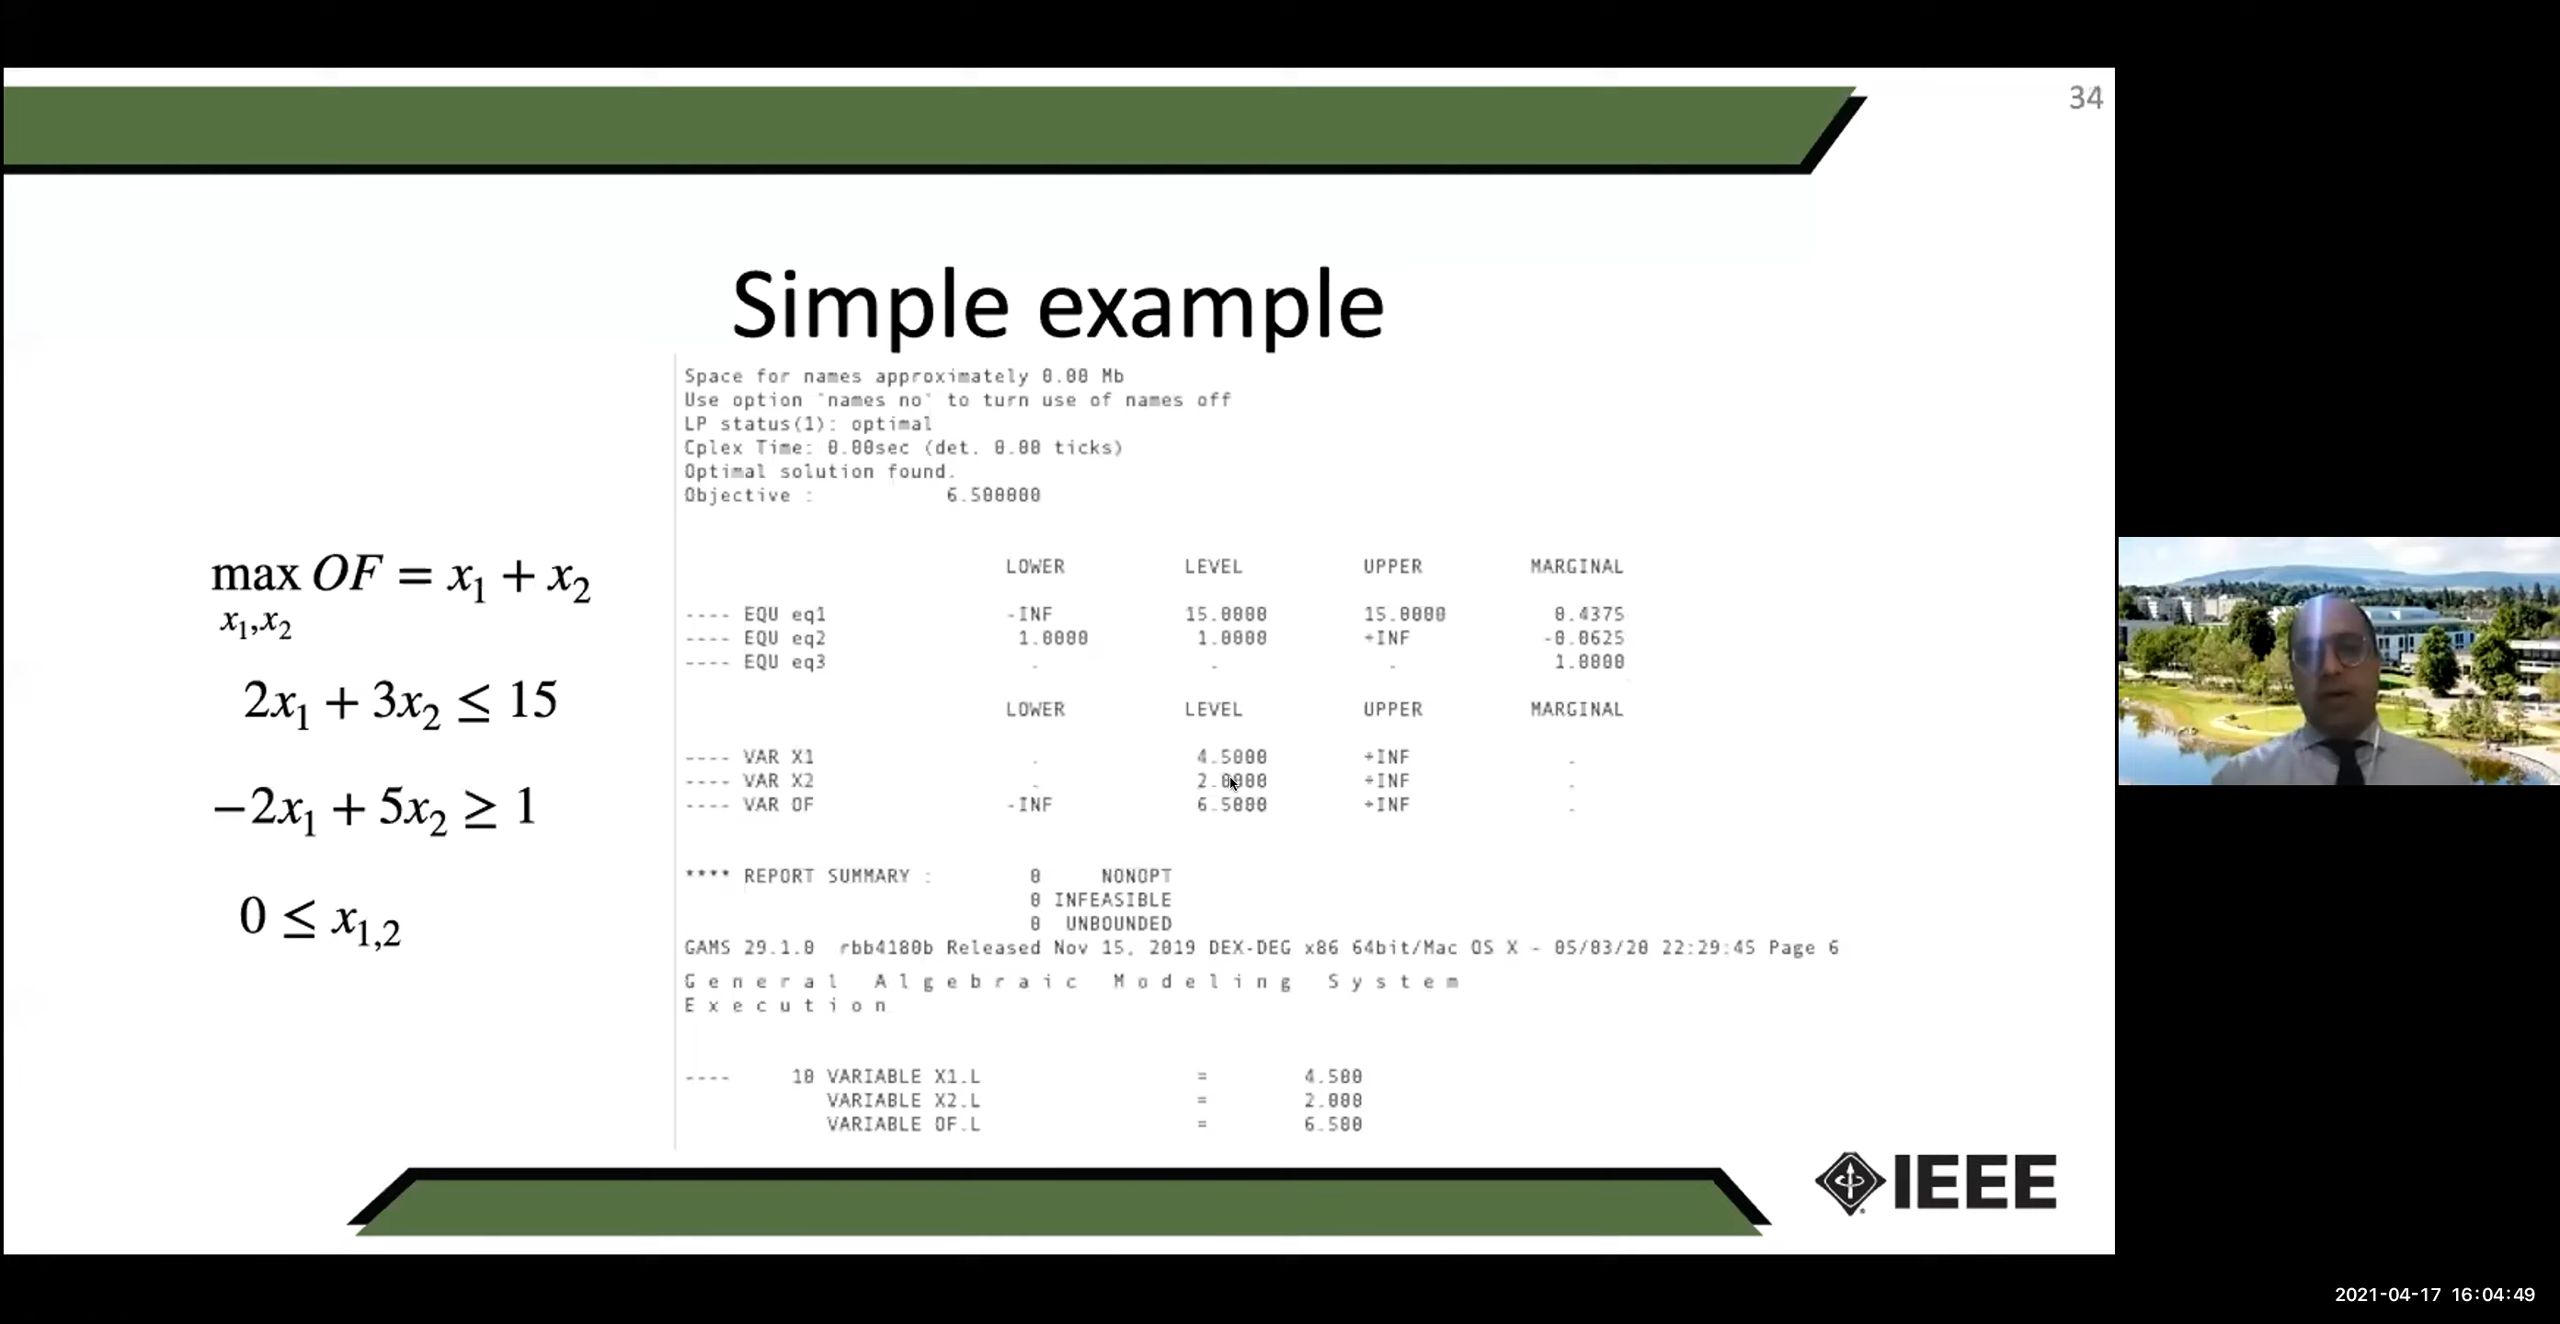 34
Simple example
Space for names approximately 0.00 Mb
Use option 'names no' to turn use of names off
LP status(1): optimal
Cplex Time: 0.00sec (det. 0.00 ticks)
Optimal solution found.
Objective : 6.500000
LOWER LEVEL UPPER MARGINAL
---- EQU eq1 -INF 15.0000 15.0000 0.4375
---- EQU eq2 1.0000 1.0000 +INF -0.0625
---- EQU eq3 . . . 1.0000
LOWER LEVEL UPPER MARGINAL
---- VAR X1 . 4.5000 +INF .
---- VAR X2 . 2.0000 +INF .
---- VAR OF -INF 6.5000 +INF .
**** REPORT SUMMARY : 0 NONOPT
0 INFEASIBLE
0 UNBOUNDED
GAMS 29.1.0 rbb4180b Released Nov 15, 2019 DEX-DEG x86 64bit/Mac OS X - 05/03/20 22:29:45 Page 6
G e n e r a l A l g e b r a i c M o d e l i n g S y s t e m
E x e c u t i o n
---- 10 VARIABLE X1.L = 4.500
VARIABLE X2.L = 2.000
VARIABLE OF.L = 6.500
max OF = x₁ + x₂
x₁,x₂
2x₁ + 3x₂ ≤ 15
−2x₁ + 5x₂ ≥ 1
0 ≤ x₁,₂
IEEE
2021-04-17 16:04:49